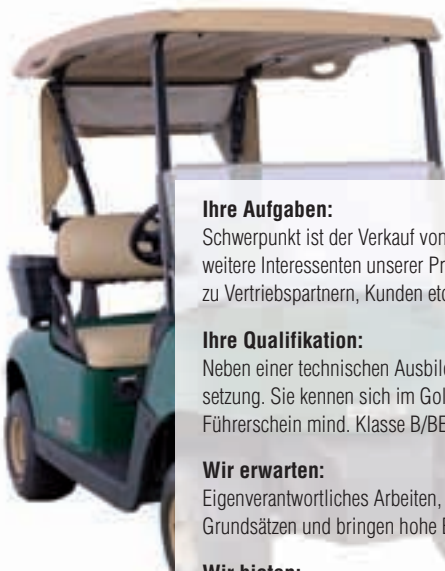 Ihre Aufgaben:
Schwerpunkt ist der Verkauf von
weitere Interessenten unserer
zu Vertriebspartnern, Kunden etc
Ihre Qualifikation:
Neben einer technischen
setzung. Sie kennen sich im
Führerschein mind. Klasse B/BE
Wir erwarten:
Eigenverantwortliches Arbeiten,
Grundsätzen und bringen hohe
Wir bieten: